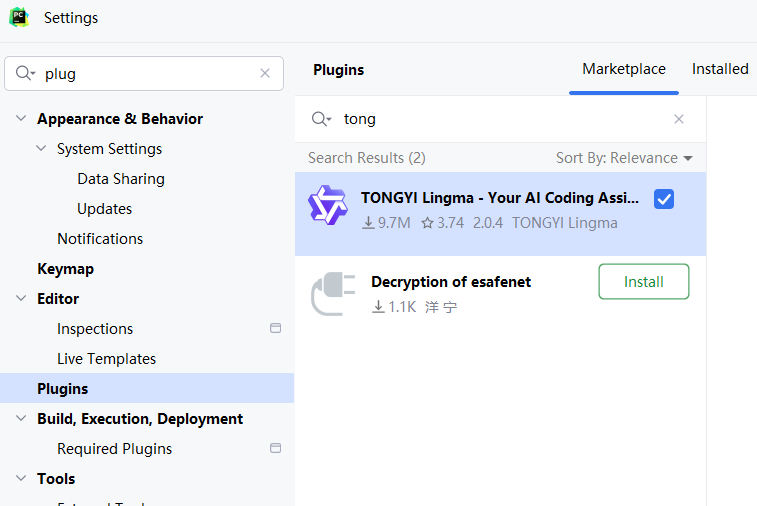 PC
Settings
plug
Appearance & Behavior
System Settings
Data Sharing
Updates
Notifications
Keymap
Editor
Inspections
Live Templates
Plugins
Build, Execution, Deployment
Required Plugins
Tools
Plugins
Marketplace
Installed
tong
Search Results (2)
Sort By: Relevance
TONGYI Lingma - Your AI Coding Assi...
9.7M 3.74 2.0.4 TONGYI Lingma
Decryption of esafenet
Install
1.1K 洋 宁